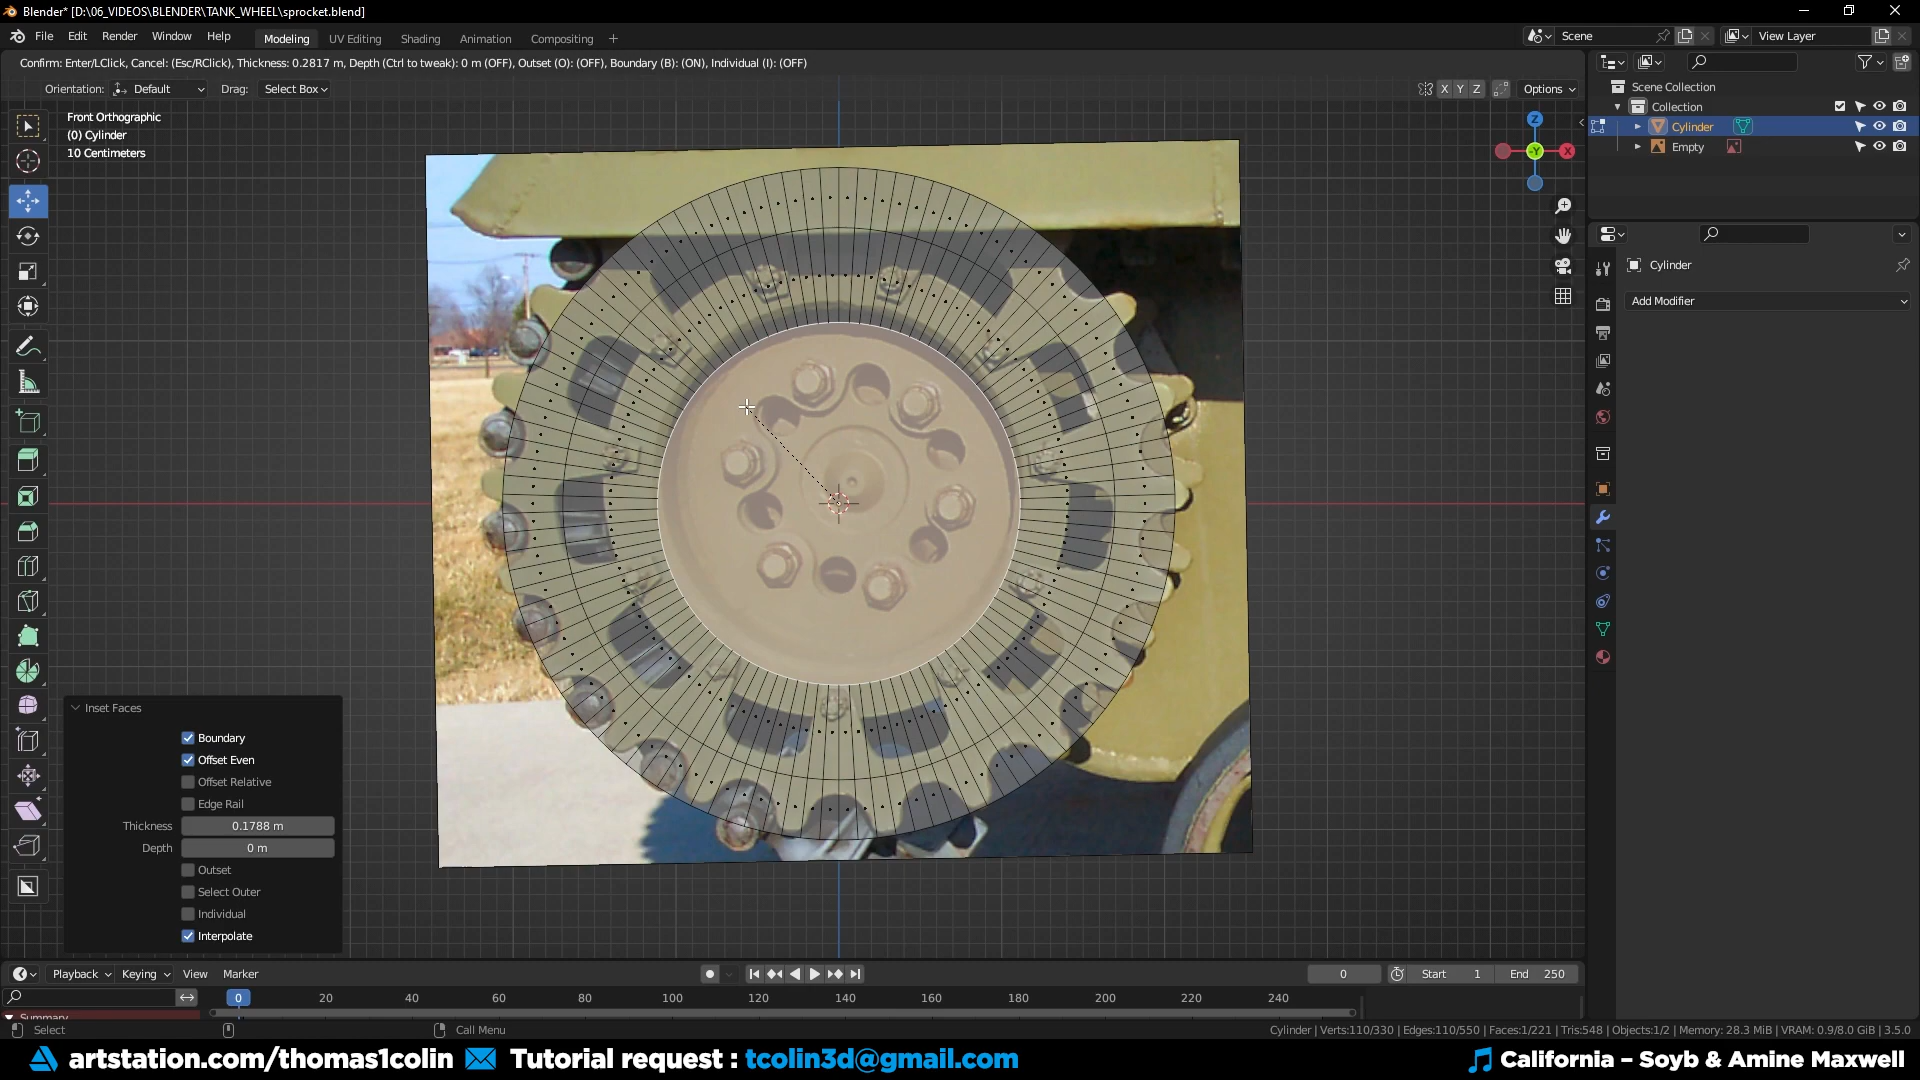 Blender* [D:\06_VIDEOS\BLENDER\TANK_WHEEL\sprocket.blend]
File Edit Render Window Help Modeling UV Editing Shading Animation Compositing + Scene View Layer
Confirm: Enter/LClick, Cancel: (Esc/RClick), Thickness: 0.2817 m, Depth (Ctrl to tweak): 0 m (OFF), Outset (O): (OFF), Boundary (B): (ON), Individual (I): (OFF)
Orientation: Default Drag: Select Box X Y Z Options
Scene Collection
Collection
Cylinder
Empty
Front Orthographic
(0) Cylinder
10 Centimeters
Z
-Y
X
Cylinder
Add Modifier
Inset Faces
Boundary
Offset Even
Offset Relative
Edge Rail
Thickness 0.1788 m
Depth 0 m
Outset
Select Outer
Individual
Interpolate
Playback Keying View Marker 0 Start 1 End 250
0 20 40 60 80 100 120 140 160 180 200 220 240
Summary
Select Call Menu Cylinder | Verts:110/330 | Edges:110/550 | Faces:1/221 | Tris:548 | Objects:1/2 | Memory: 28.3 MiB | VRAM: 0.9/8.0 GiB | 3.5.0
artstation.com/thomas1colin Tutorial request : tcolin3d@gmail.com California – Soyb & Amine Maxwell